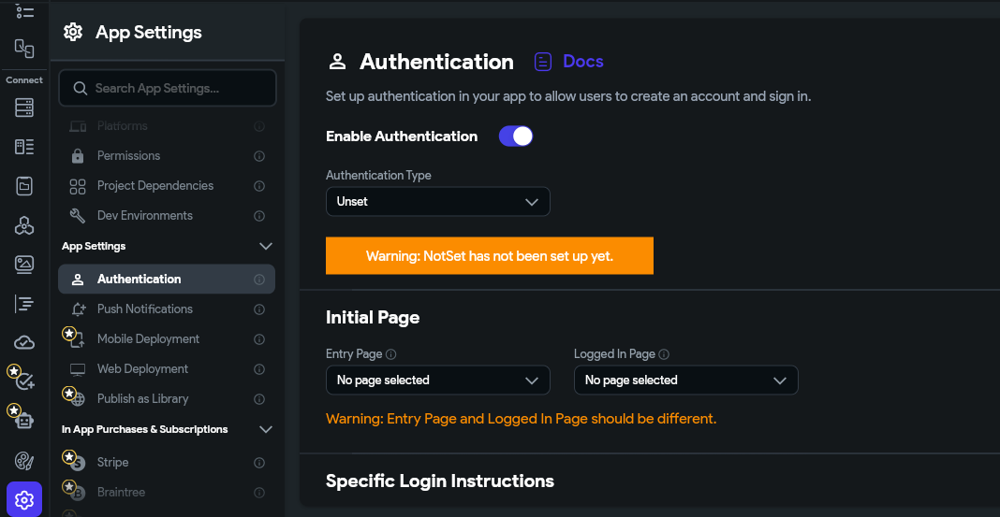 Connect
App Settings
Search App Settings...
Platforms
Permissions
Project Dependencies
Dev Environments
App Settings
Authentication
Push Notifications
Mobile Deployment
Web Deployment
Publish as Library
In App Purchases & Subscriptions
Stripe
Braintree
Authentication
Docs
Set up authentication in your app to allow users to create an account and sign in.
Enable Authentication
Authentication Type
Unset
Warning: NotSet has not been set up yet.
Initial Page
Entry Page
Logged In Page
No page selected
No page selected
Warning: Entry Page and Logged In Page should be different.
Specific Login Instructions